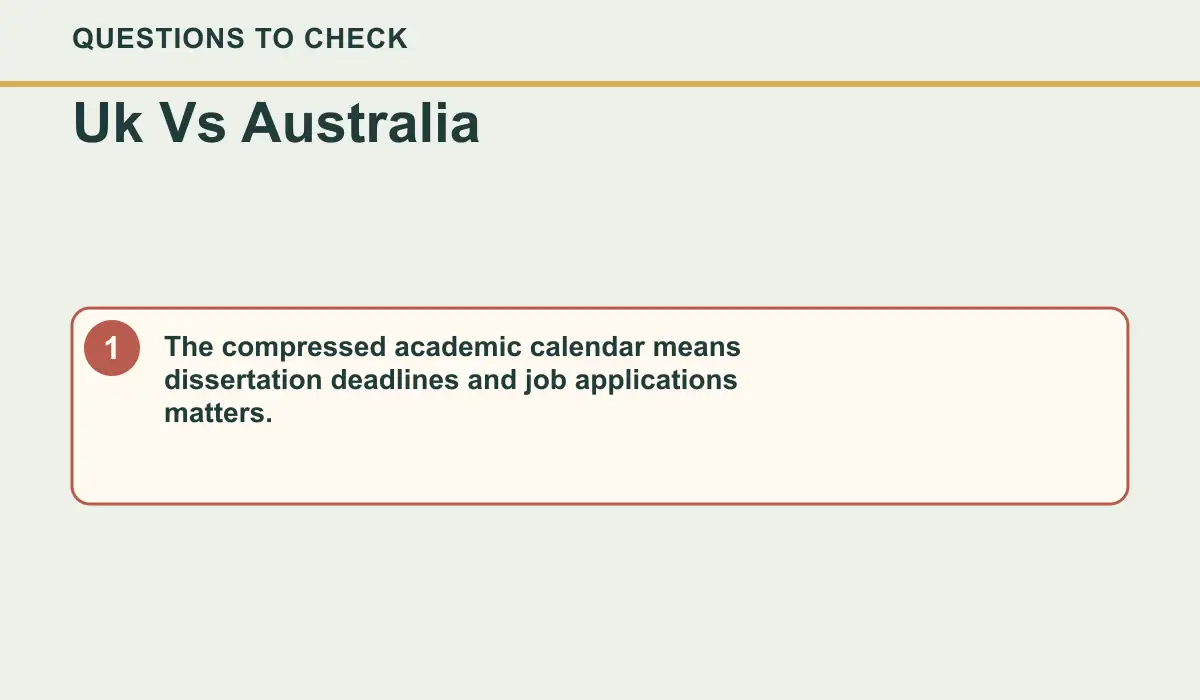 QUESTIONS TO CHECK
Uk Vs Australia
1
The compressed academic calendar means
dissertation deadlines and job applications
matters.